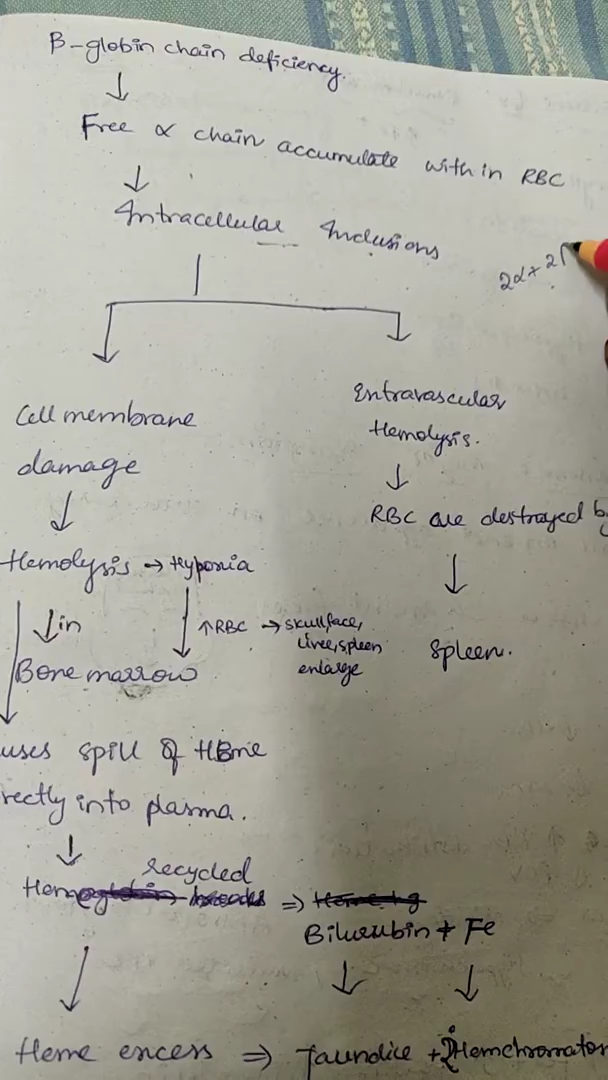 β-globin chain deficiency.
↓
Free α chain accumulate with in RBC
↓
Intracellular Inclusions
2α+2
Cell membrane
damage
↓
Hemolysis → Hypoxia
↓ in
Bone marrow
↑RBC → skull,face,
Liver,spleen
enlarge
Extravascular
Hemolysis.
↓
RBC are destroyed b
↓
Spleen.
uses spill of Heme
rectly into plasma.
↓
Heme recycled ⇒
Bilirubin + Fe
↓ ↓ ↓
Heme excess ⇒ Jaundice + Hemchromator